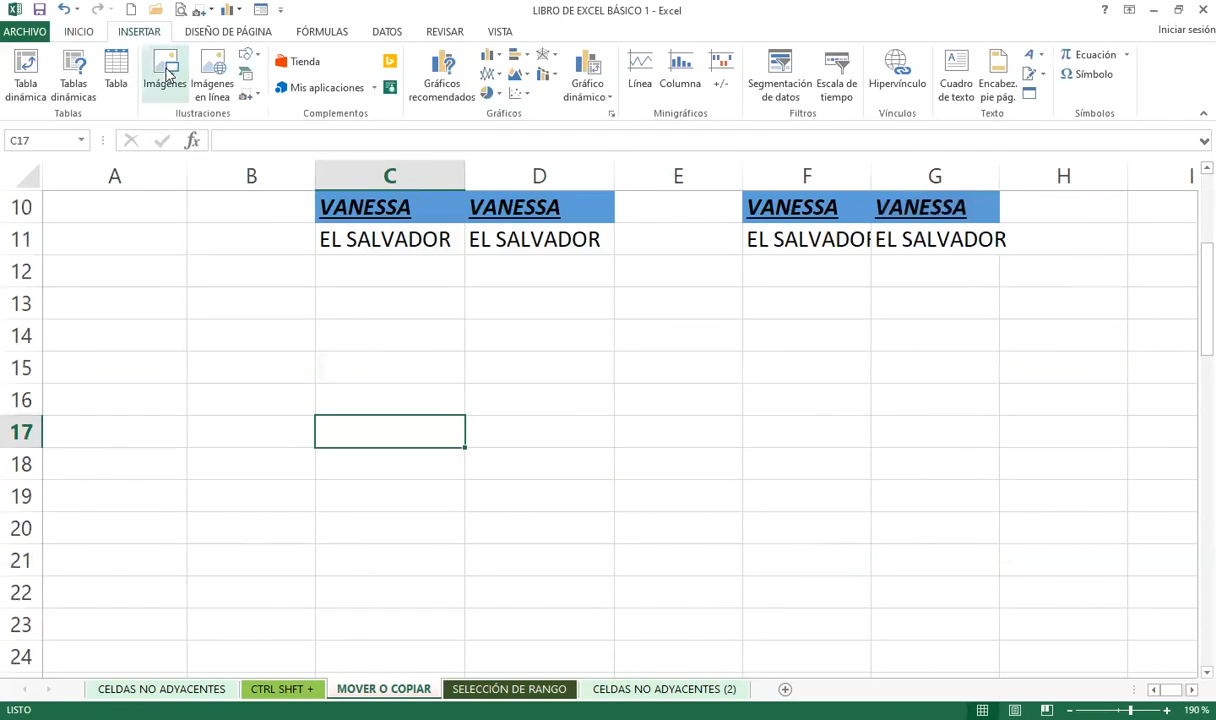 LIBRO DE EXCEL BÁSICO 1 - Excel
ARCHIVO INICIO INSERTAR DISEÑO DE PÁGINA FÓRMULAS DATOS REVISAR VISTA Iniciar sesión
Tabla dinámica
Tablas dinámicas
Tabla
Imágenes
Imágenes en línea
Tienda
Mis aplicaciones
Gráficos recomendados
Gráfico dinámico
Línea
Columna
+/-
Segmentación de datos
Escala de tiempo
Hipervínculo
Cuadro de texto
Encabez. pie pág.
Ecuación
Símbolo
Tablas Ilustraciones Complementos Gráficos Minigráficos Filtros Vínculos Texto Símbolos
C17 fx
A B C D E F G H I
10 VANESSA VANESSA VANESSA VANESSA
11 EL SALVADOR EL SALVADOR EL SALVADOR EL SALVADOR
12
13
14
15
16
17
18
19
20
21
22
23
24
CELDAS NO ADYACENTES CTRL SHFT + MOVER O COPIAR SELECCIÓN DE RANGO CELDAS NO ADYACENTES (2)
LISTO 190 %